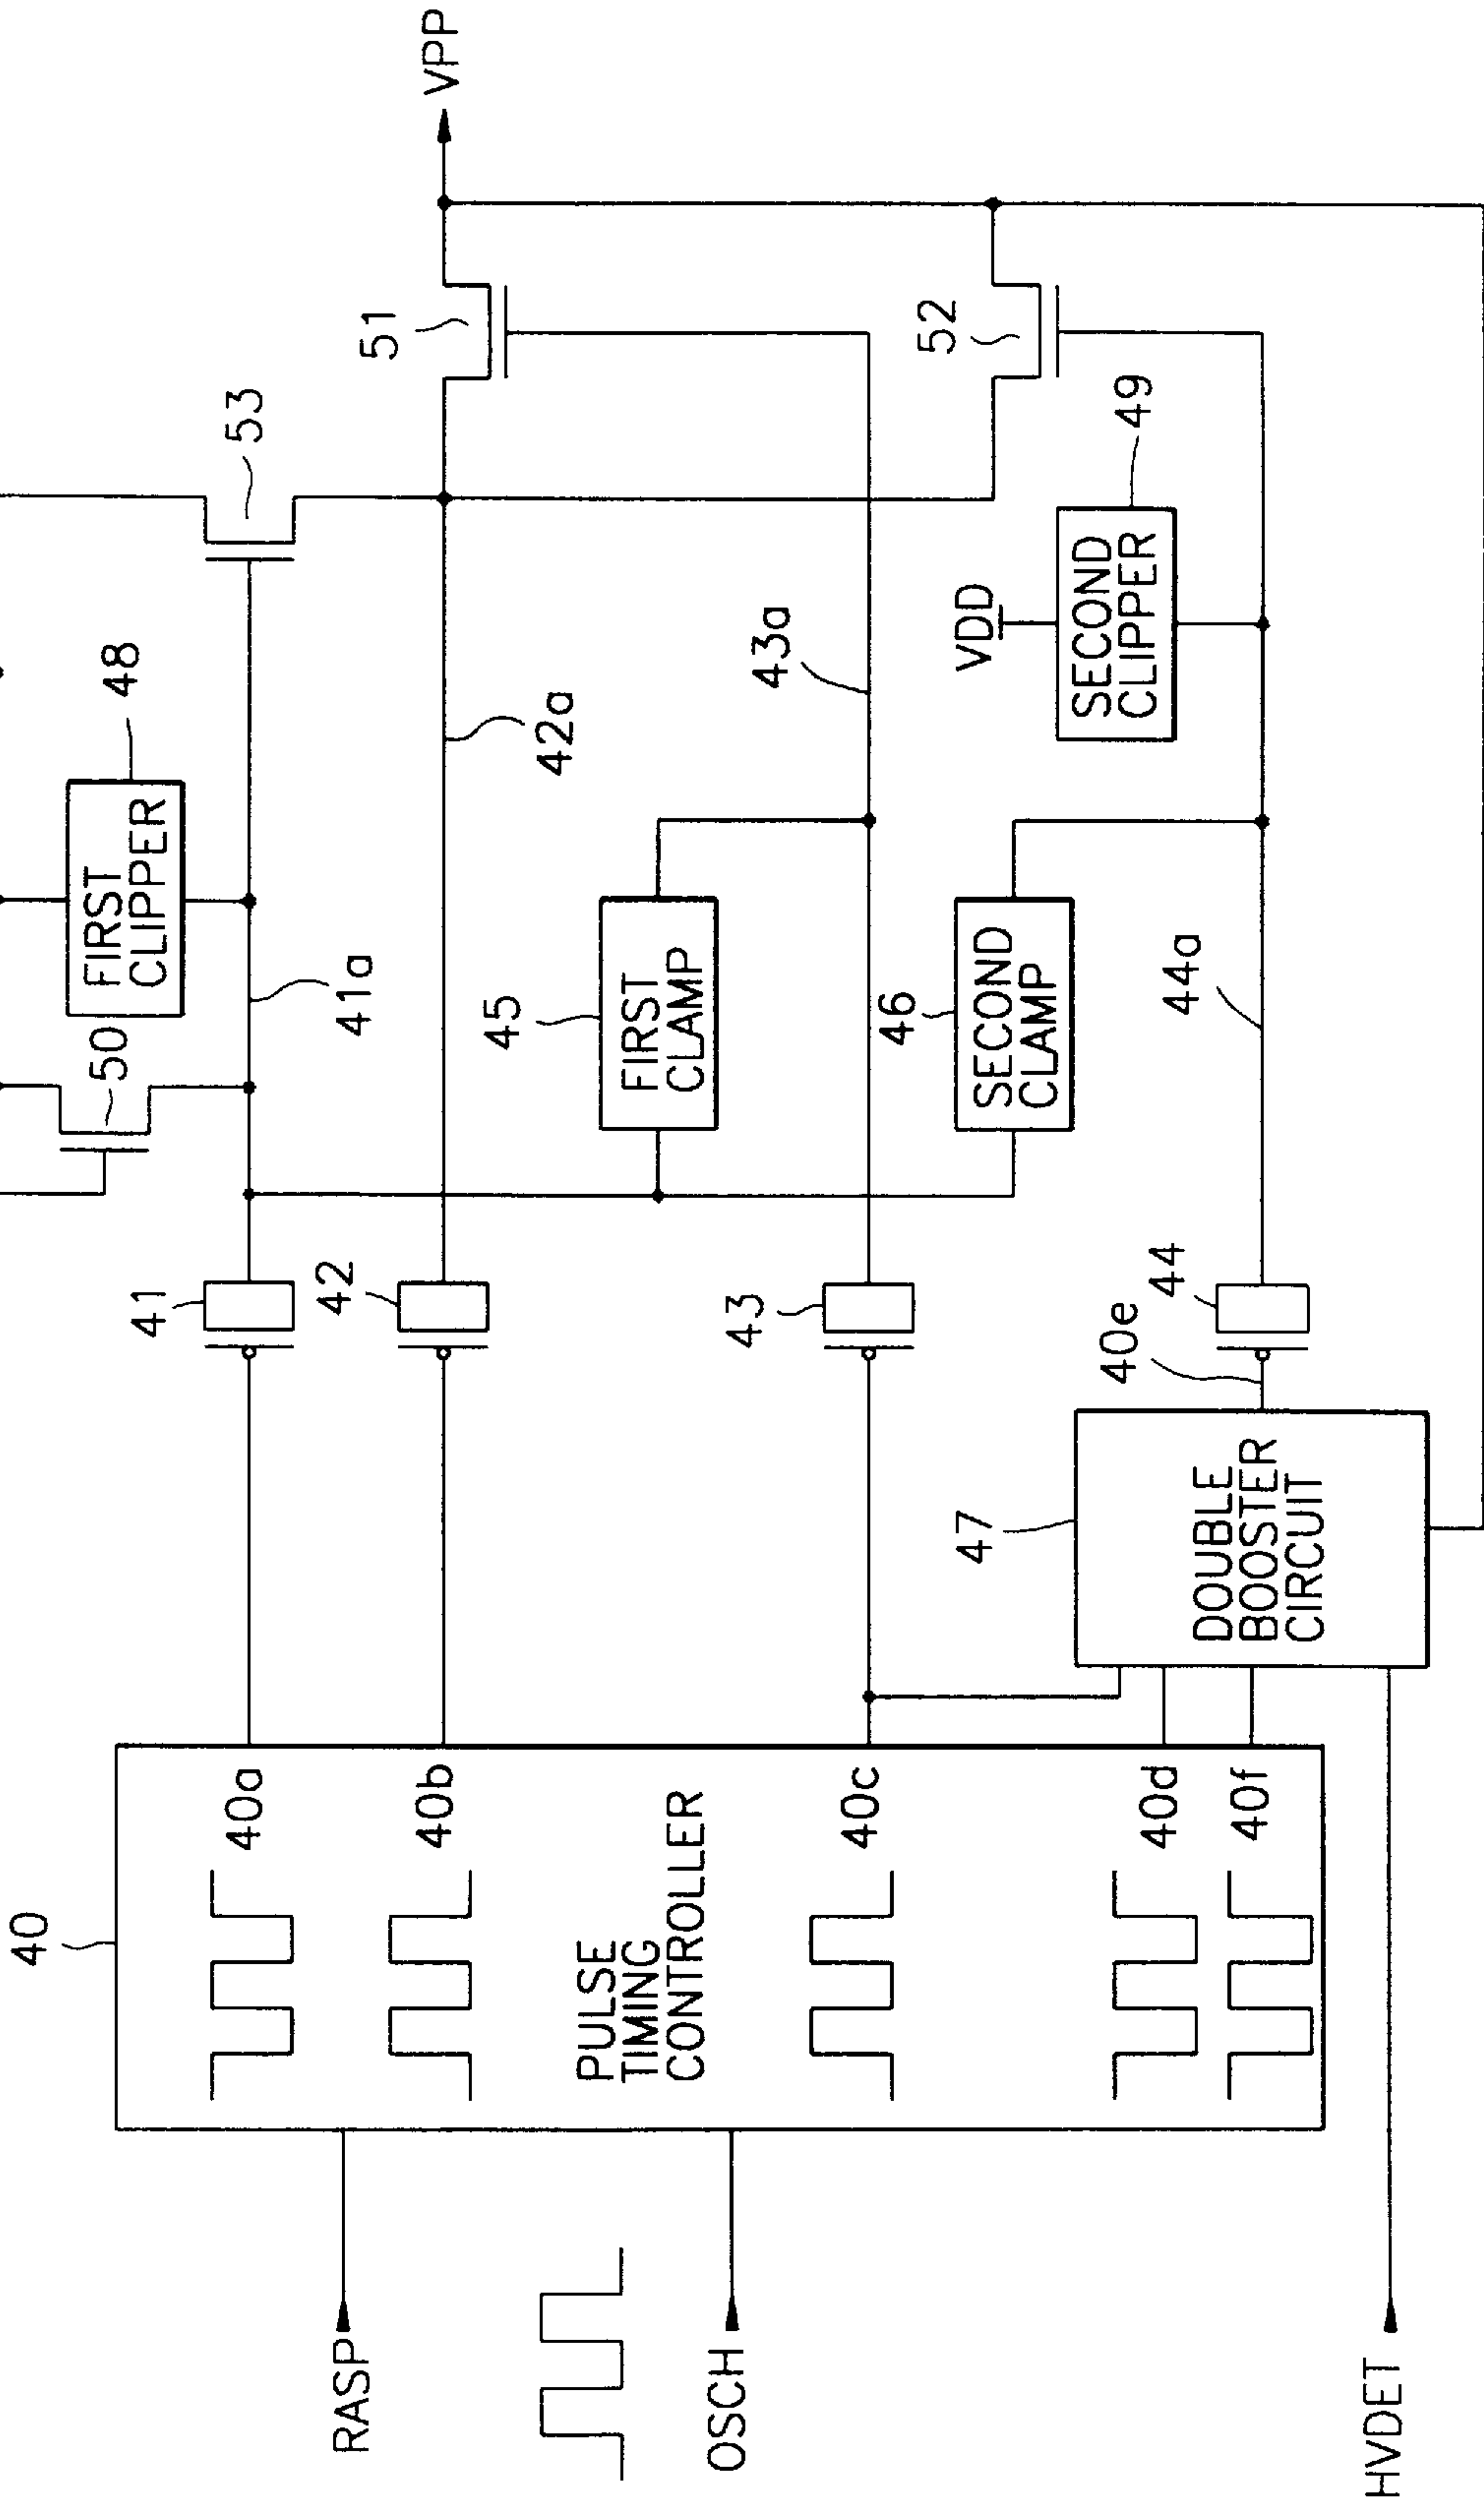 VPP
51
52
53
49
VDD
SECOND
CLIPPER
48
FIRST
CLIPPER
42a
43a
50
41a
45
FIRST
CLAMP
46
SECOND
CLAMP
44a
41
42
43
44
40e
47
DOUBLE
BOOSTER
CIRCUIT
40
40a
40b
40c
40d
40f
PULSE
TIMING
CONTROLLER
RASP
OSCH
HVDET